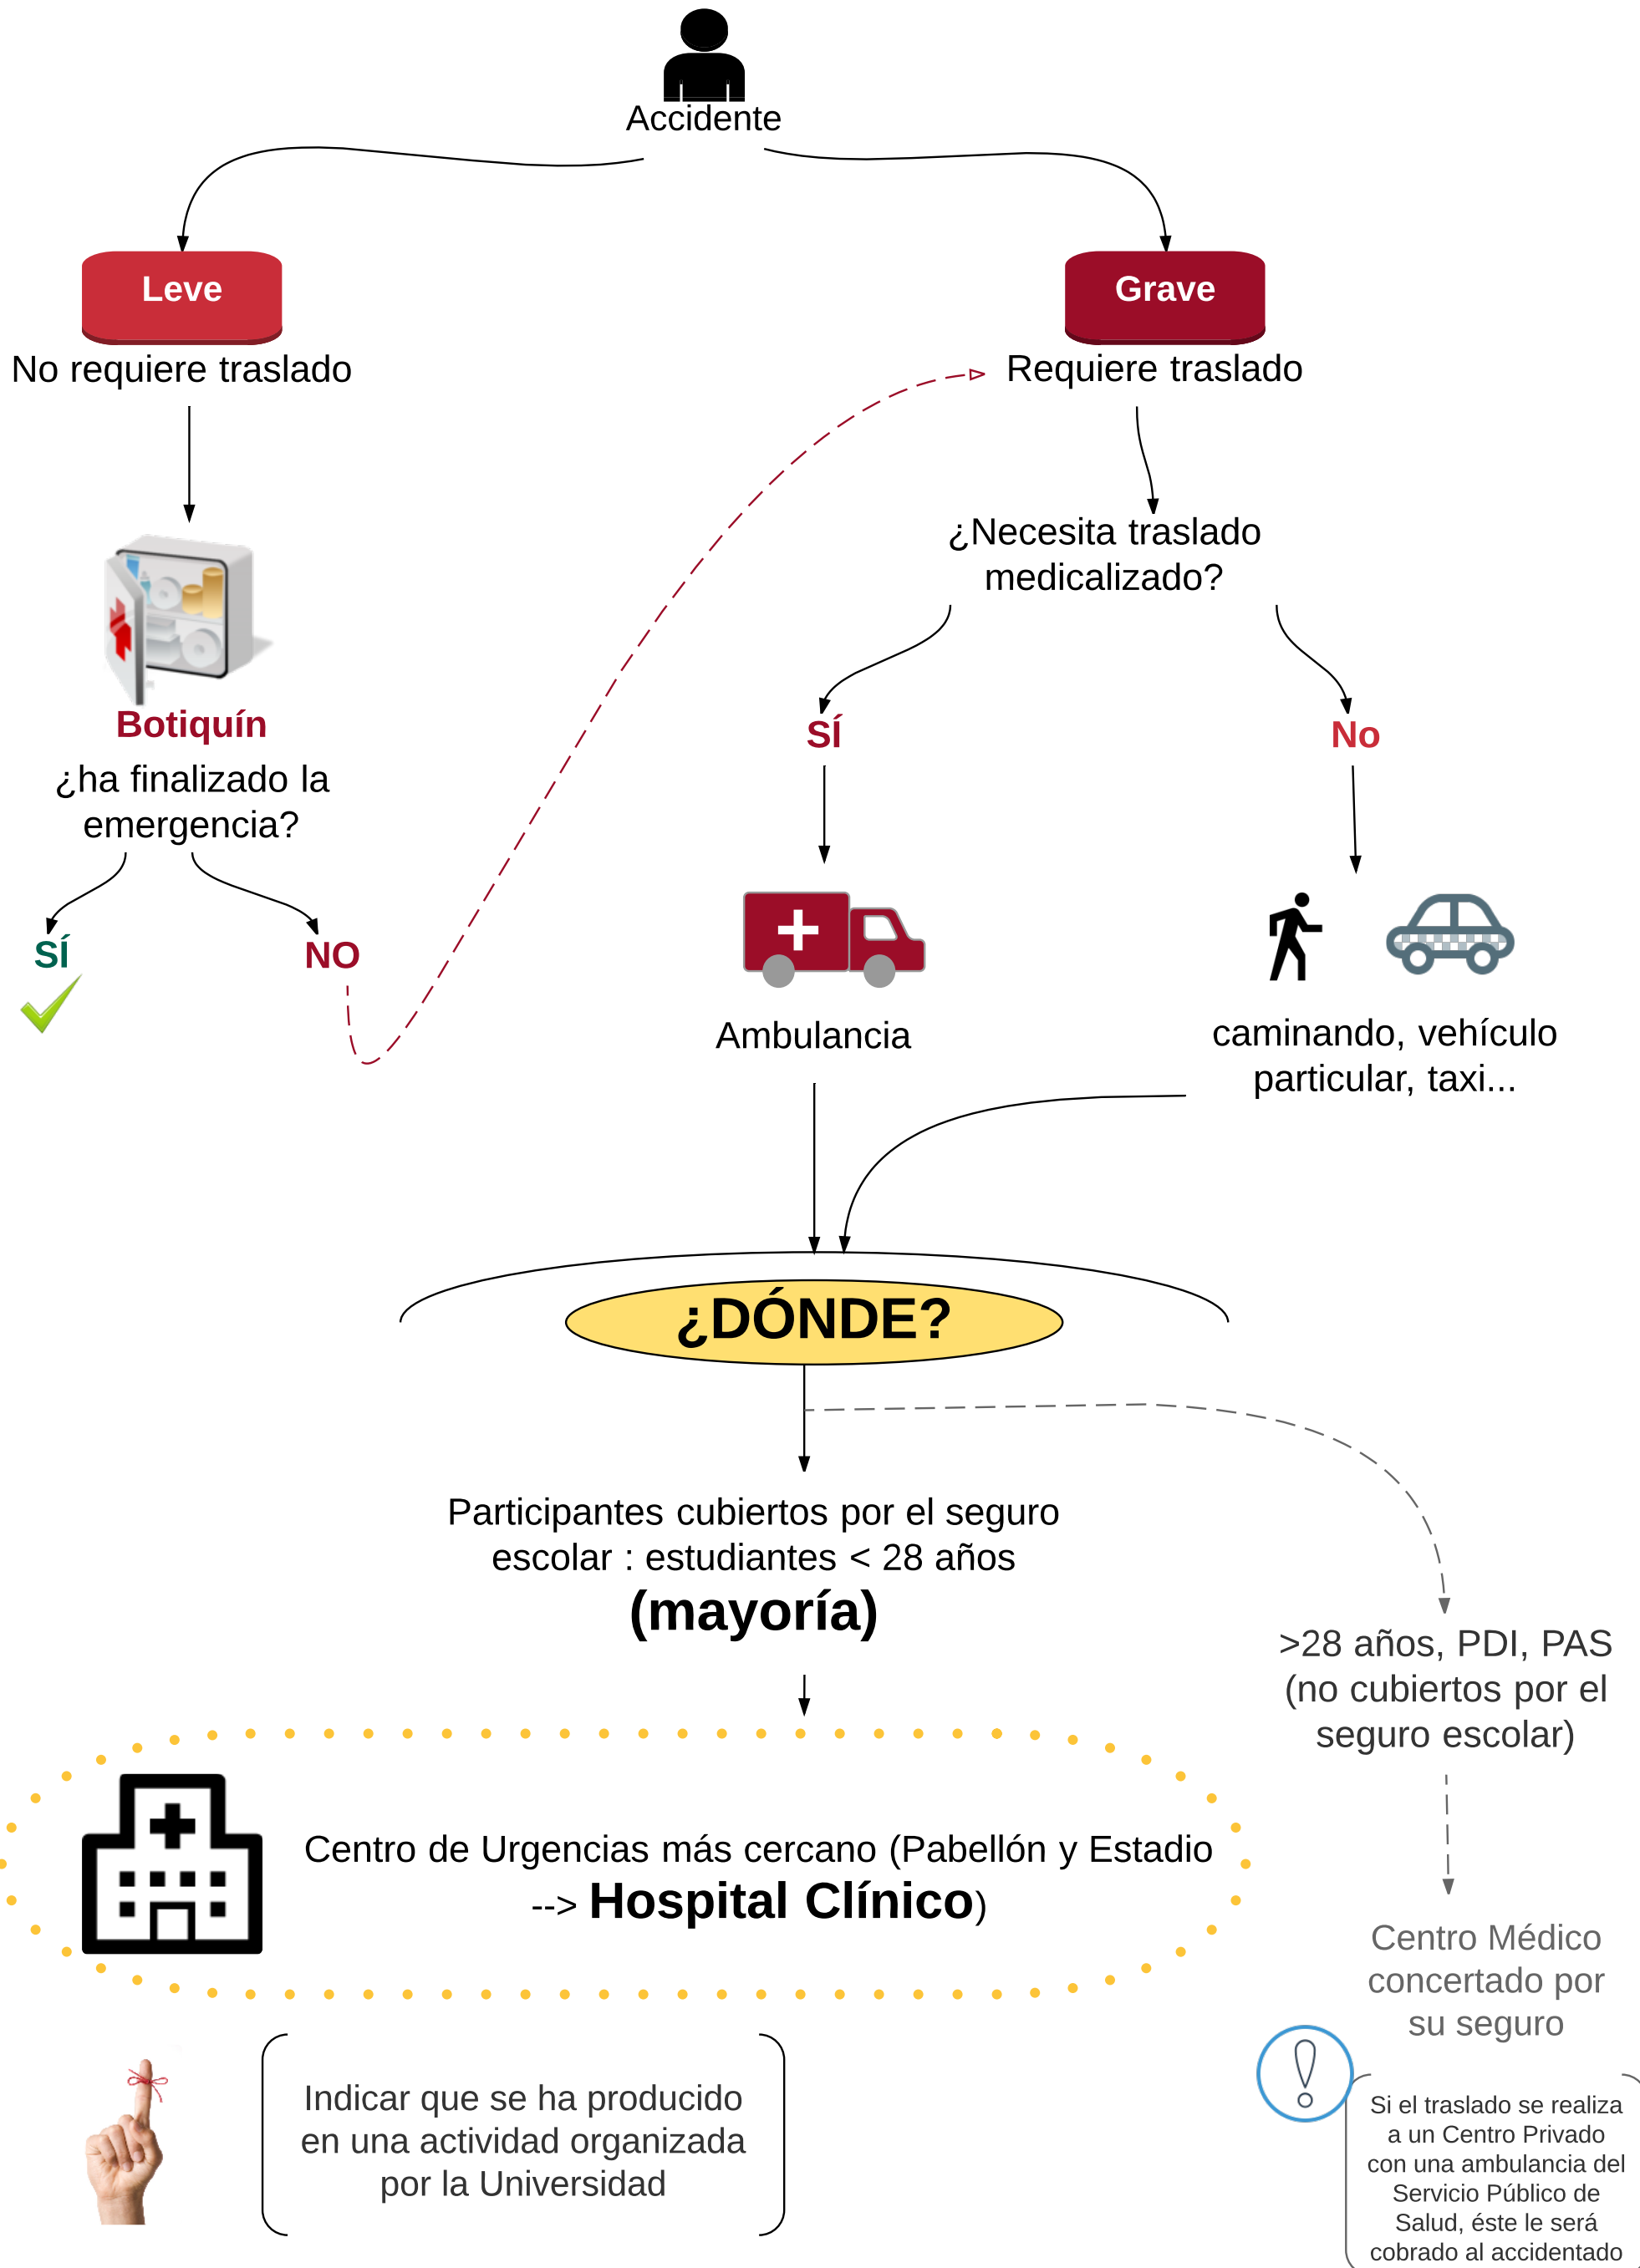 Accidente
Leve
Grave
No requiere traslado
Requiere traslado
¿Necesita traslado
medicalizado?
SÍ
No
Botiquín
¿ha finalizado la
emergencia?
SÍ
NO
Ambulancia
caminando, vehículo
particular, taxi...
¿DÓNDE?
Participantes cubiertos por el seguro
escolar : estudiantes < 28 años
(mayoría)
>28 años, PDI, PAS
(no cubiertos por el
seguro escolar)
Centro de Urgencias más cercano (Pabellón y Estadio
--> Hospital Clínico)
Centro Médico
concertado por
su seguro
Indicar que se ha producido
en una actividad organizada
por la Universidad
Si el traslado se realiza
a un Centro Privado
con una ambulancia del
Servicio Público de
Salud, éste le será
cobrado al accidentado